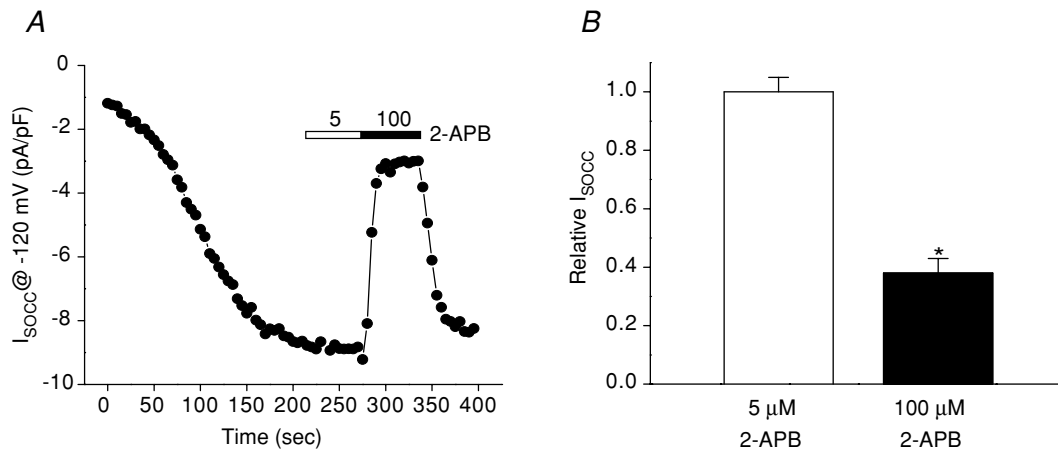 A
0
-2
-4
-6
-8
-10
I_SOCC@ -120 mV (pA/pF)
5 100 2-APB
0 50 100 150 200 250 300 350 400
Time (sec)
B
1.0
0.8
0.6
0.4
0.2
0.0
Relative I_SOCC
*
5 μM 100 μM
2-APB 2-APB